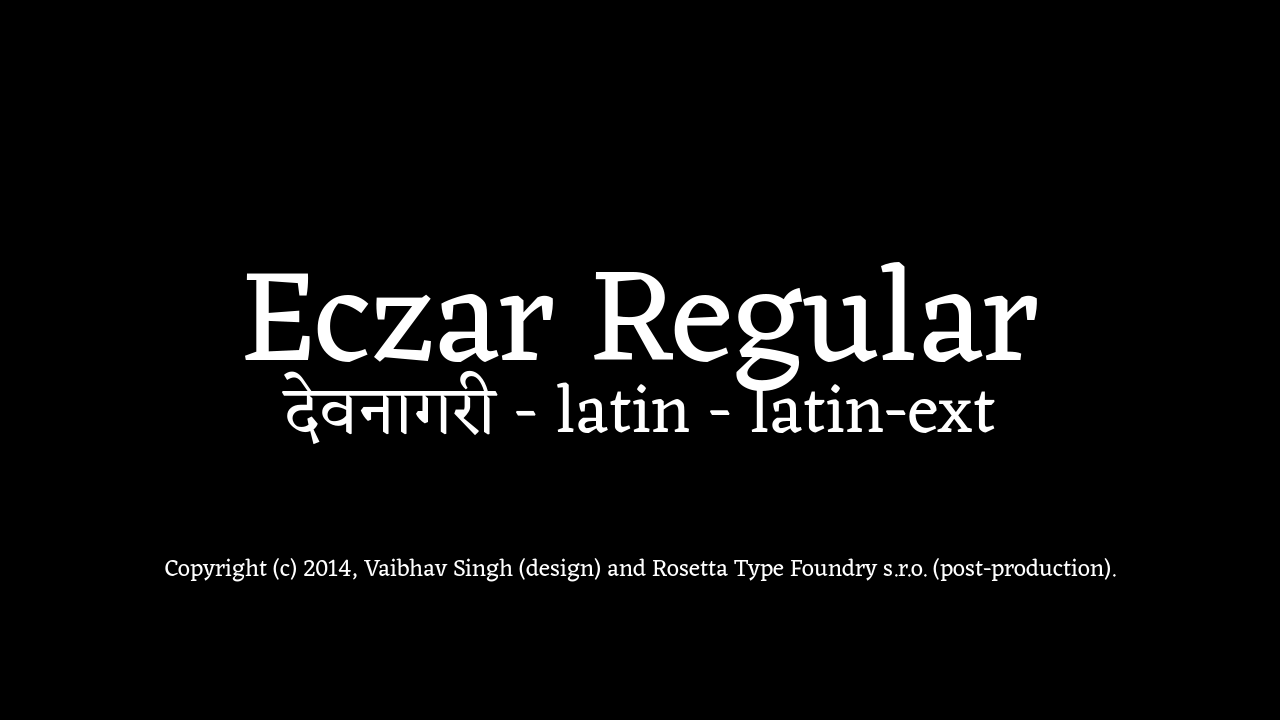 Eczar Regular
देवनागरी - latin - latin-ext
Copyright (c) 2014, Vaibhav Singh (design) and Rosetta Type Foundry s.r.o. (post-production).